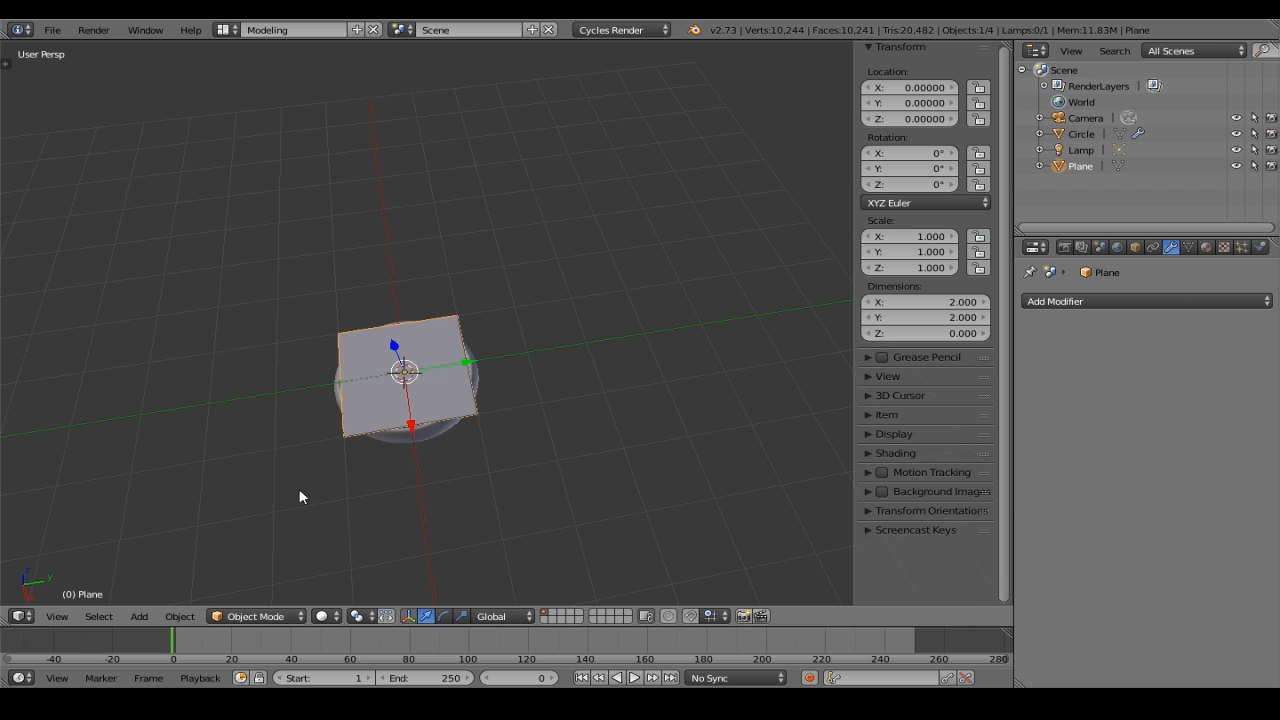 File Render Window Help Modeling Scene Cycles Render v2.73 | Verts:10,244 | Faces:10,241 | Tris:20,482 | Objects:1/4 | Lamps:0/1 | Mem:11.83M | Plane
User Persp
Transform
Location:
X: 0.00000
Y: 0.00000
Z: 0.00000
Rotation:
X: 0°
Y: 0°
Z: 0°
XYZ Euler
Scale:
X: 1.000
Y: 1.000
Z: 1.000
Dimensions:
X: 2.000
Y: 2.000
Z: 0.000
Grease Pencil
View
3D Cursor
Item
Display
Shading
Motion Tracking
Background Images
Transform Orientations
Screencast Keys
View Search All Scenes
Scene
RenderLayers
World
Camera
Circle
Lamp
Plane
Plane
Add Modifier
z
y
(0) Plane
View Select Add Object Object Mode Global
-40 -20 0 20 40 60 80 100 120 140 160 180 200 220 240 260 280
View Marker Frame Playback Start: 1 End: 250 0 No Sync